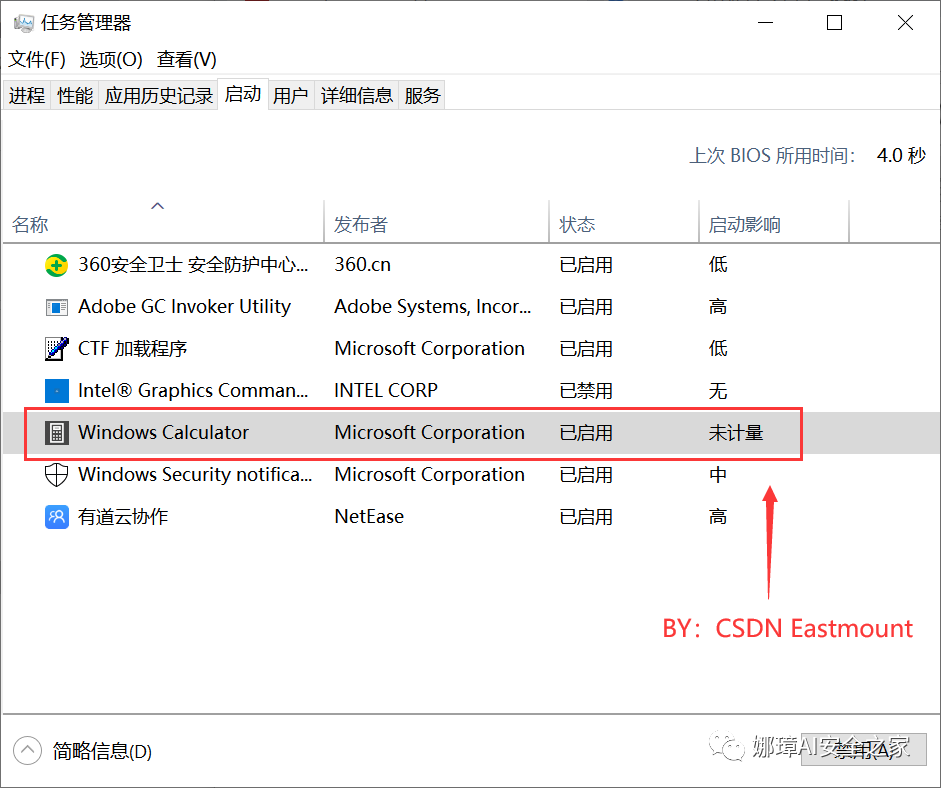 任务管理器
文件(F) 选项(O) 查看(V)
进程 性能 应用历史记录 启动 用户 详细信息 服务
上次 BIOS 所用时间: 4.0 秒
名称 发布者 状态 启动影响
360安全卫士 安全防护中心... 360.cn 已启用 低
Adobe GC Invoker Utility Adobe Systems, Incor... 已启用 高
CTF 加载程序 Microsoft Corporation 已启用 低
Intel® Graphics Comman... INTEL CORP 已禁用 无
Windows Calculator Microsoft Corporation 已启用 未计量
Windows Security notifica... Microsoft Corporation 已启用 中
有道云协作 NetEase 已启用 高
BY：CSDN Eastmount
简略信息(D)
娜璋AI安全之家
禁用(A)